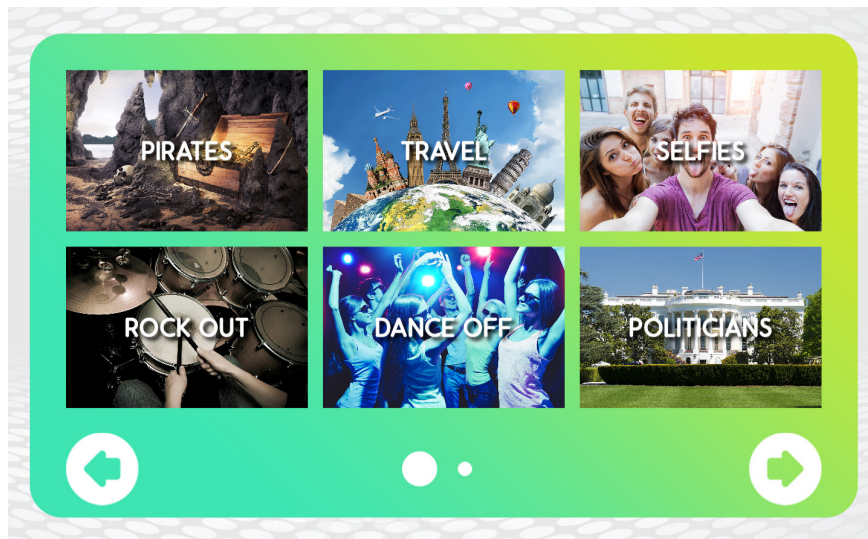 PIRATES
TRAVEL
SELFIES
ROCK OUT
DANCE OFF
POLITICIANS